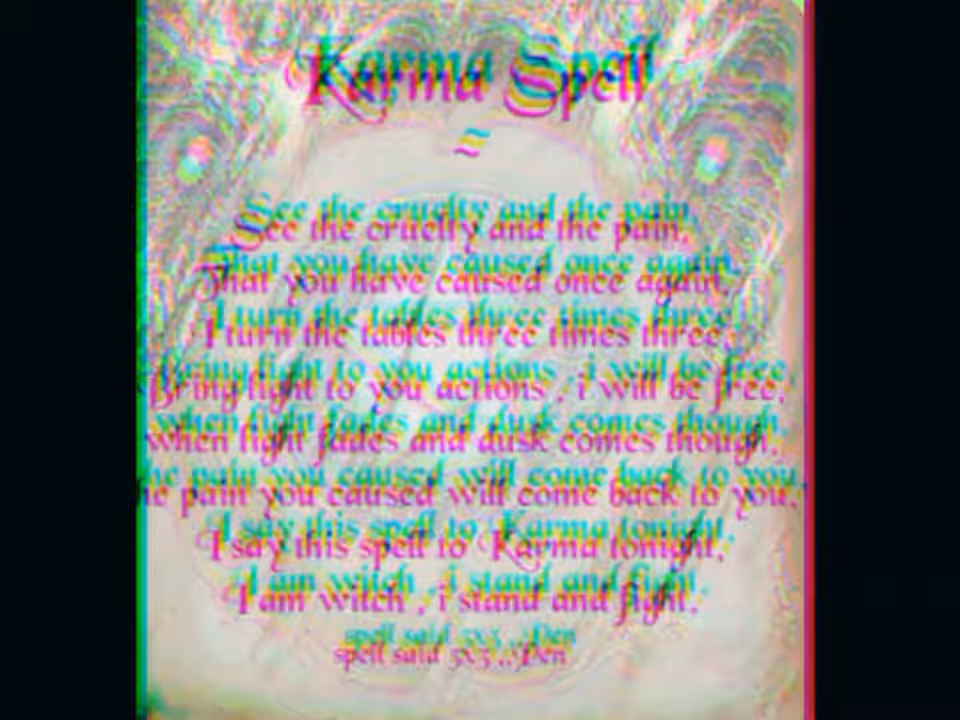 Karma Spell
~
See the cruelty and the pain,
That you have caused once again,
I turn the tables three times three,
Bring light to you actions , i will be free,
when light fades and dusk comes though,
he pain you caused will come back to you,
I say this spell to Karma tonight,
I am witch , i stand and fight,
spell said 3x3 ,,Den